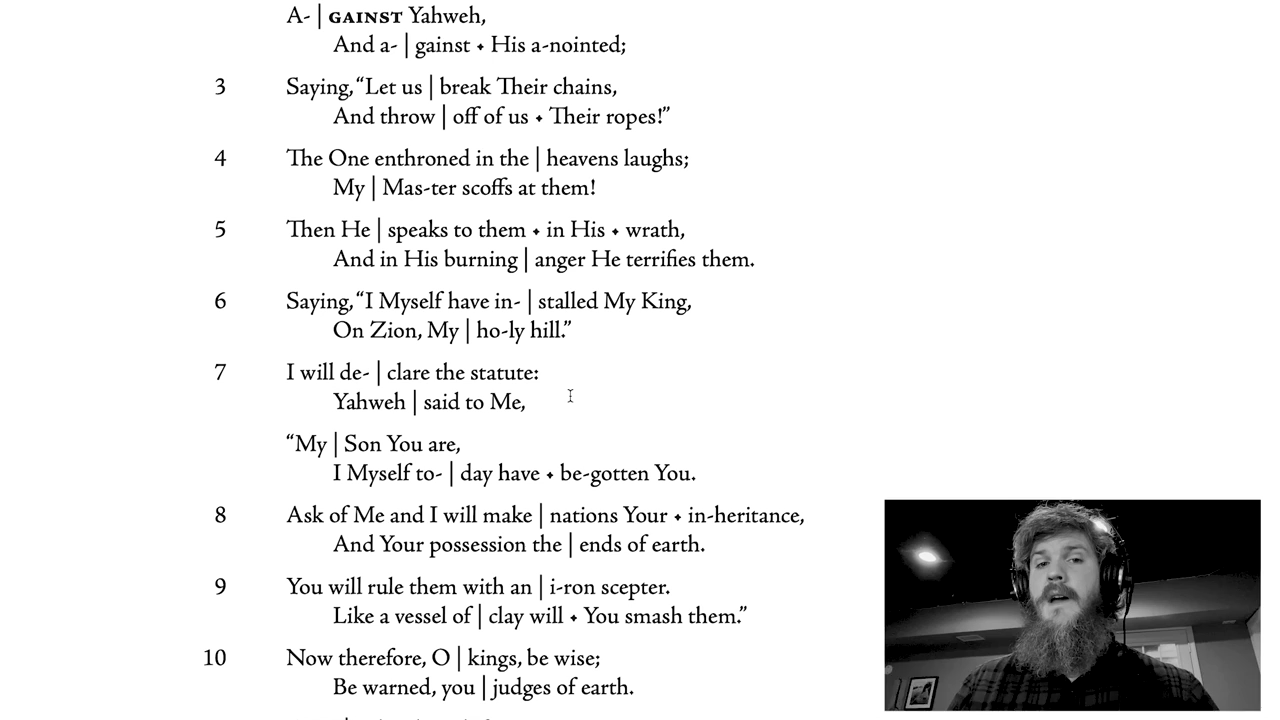 A- | GAINST Yahweh,
And a- | gainst • His a-nointed;
3 Saying, “Let us | break Their chains,
And throw | off of us • Their ropes!”
4 The One enthroned in the | heavens laughs;
My | Mas-ter scoffs at them!
5 Then He | speaks to them • in His • wrath,
And in His burning | anger He terrifies them.
6 Saying, “I Myself have in- | stalled My King,
On Zion, My | ho-ly hill.”
7 I will de- | clare the statute:
Yahweh | said to Me,
“My | Son You are,
I Myself to- | day have • be-gotten You.
8 Ask of Me and I will make | nations Your • in-heritance,
And Your possession the | ends of earth.
9 You will rule them with an | i-ron scepter.
Like a vessel of | clay will • You smash them.”
10 Now therefore, O | kings, be wise;
Be warned, you | judges of earth.